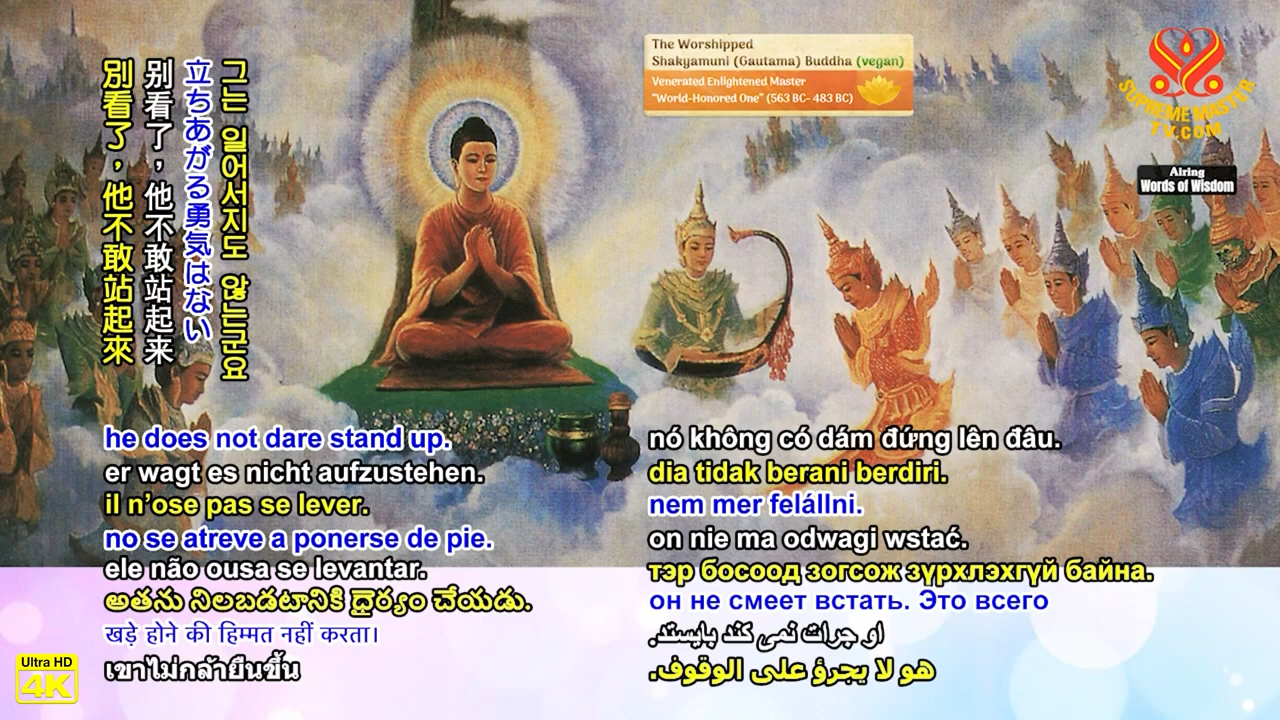 The Worshipped
Shakyamuni (Gautama) Buddha (vegan)
Venerated Enlightened Master
"World-Honored One" (563 BC- 483 BC)
SUPREME MASTER
TV.COM
Airing
Words of Wisdom
別看了，他不敢站起來
别看了，他不敢站起来
立ちあがる勇気はない
그는 일어서지도 않는군요
he does not dare stand up.
er wagt es nicht aufzustehen.
il n'ose pas se lever.
no se atreve a ponerse de pie.
ele não ousa se levantar.
అతను నిలబడటానికి ధైర్యం చేయడు.
खड़े होने की हिम्मत नहीं करता।
เขาไม่กล้ายืนขึ้น
nó không có dám đứng lên đâu.
dia tidak berani berdiri.
nem mer felállni.
on nie ma odwagi wstać.
тэр босоод зогсож зүрхлэхгүй байна.
он не смеет встать. Это всего
او جرات نمی کند بایستد.
هو لا يجرؤ على الوقوف.
Ultra HD
4K